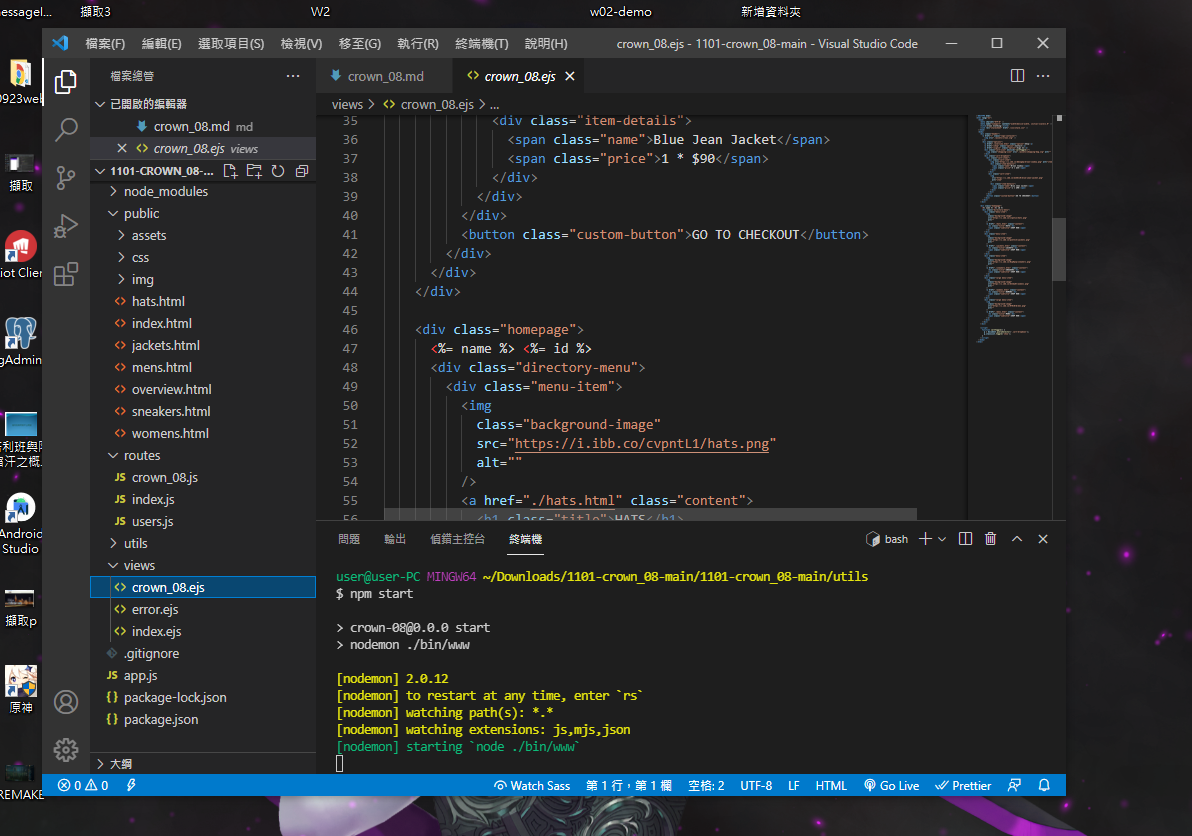 essagel...
擷取3
W2
w02-demo
新增資料夾
檔案(F) 編輯(E) 選取項目(S) 檢視(V) 移至(G) 執行(R) 終端機(T) 說明(H)
crown_08.ejs - 1101-crown_08-main - Visual Studio Code
0923wel
擷取
iot Clien
gAdmin
Android
Studio
擷取p
原神
REMAKE
檔案總管
已開啟的編輯器
crown_08.md md
crown_08.ejs views
1101-CROWN_08-...
node_modules
public
assets
css
img
hats.html
index.html
jackets.html
mens.html
overview.html
sneakers.html
womens.html
routes
JS crown_08.js
JS index.js
JS users.js
utils
views
crown_08.ejs
error.ejs
index.ejs
.gitignore
JS app.js
{} package-lock.json
{} package.json
大綱
crown_08.md
crown_08.ejs
views > crown_08.ejs > ...
35 <div class="item-details">
36 <span class="name">Blue Jean Jacket</span>
37 <span class="price">1 * $90</span>
38 </div>
39 </div>
40 </div>
41 <button class="custom-button">GO TO CHECKOUT</button>
42 </div>
43 </div>
44 </div>
45
46 <div class="homepage">
47 <%= name %> <%= id %>
48 <div class="directory-menu">
49 <div class="menu-item">
50 <img
51 class="background-image"
52 src="https://i.ibb.co/cvpntL1/hats.png"
53 alt=""
54 />
55 <a href="./hats.html" class="content">
56 <h1 class="title">HATS</h1>
問題 輸出 偵錯主控台 終端機
bash
user@user-PC MINGW64 ~/Downloads/1101-crown_08-main/1101-crown_08-main/utils
$ npm start
> crown-08@0.0.0 start
> nodemon ./bin/www
[nodemon] 2.0.12
[nodemon] to restart at any time, enter `rs`
[nodemon] watching path(s): *.*
[nodemon] watching extensions: js,mjs,json
[nodemon] starting `node ./bin/www`
0 0
Watch Sass 第 1 行，第 1 欄 空格: 2 UTF-8 LF HTML Go Live Prettier